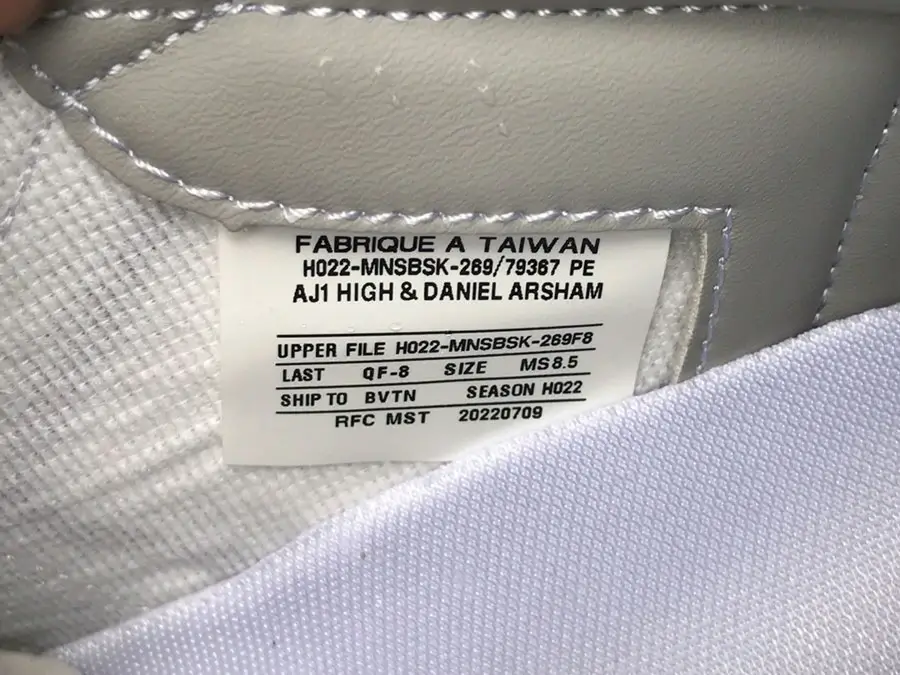 FABRIQUE A TAIWAN
H022-MNSBSK-269/79367 PE
AJ1 HIGH & DANIEL ARSHAM
UPPER FILE H022-MNSBSK-269F8
LAST QF-8 SIZE MS8.5
SHIP TO BVTN SEASON H022
RFC MST 20220709